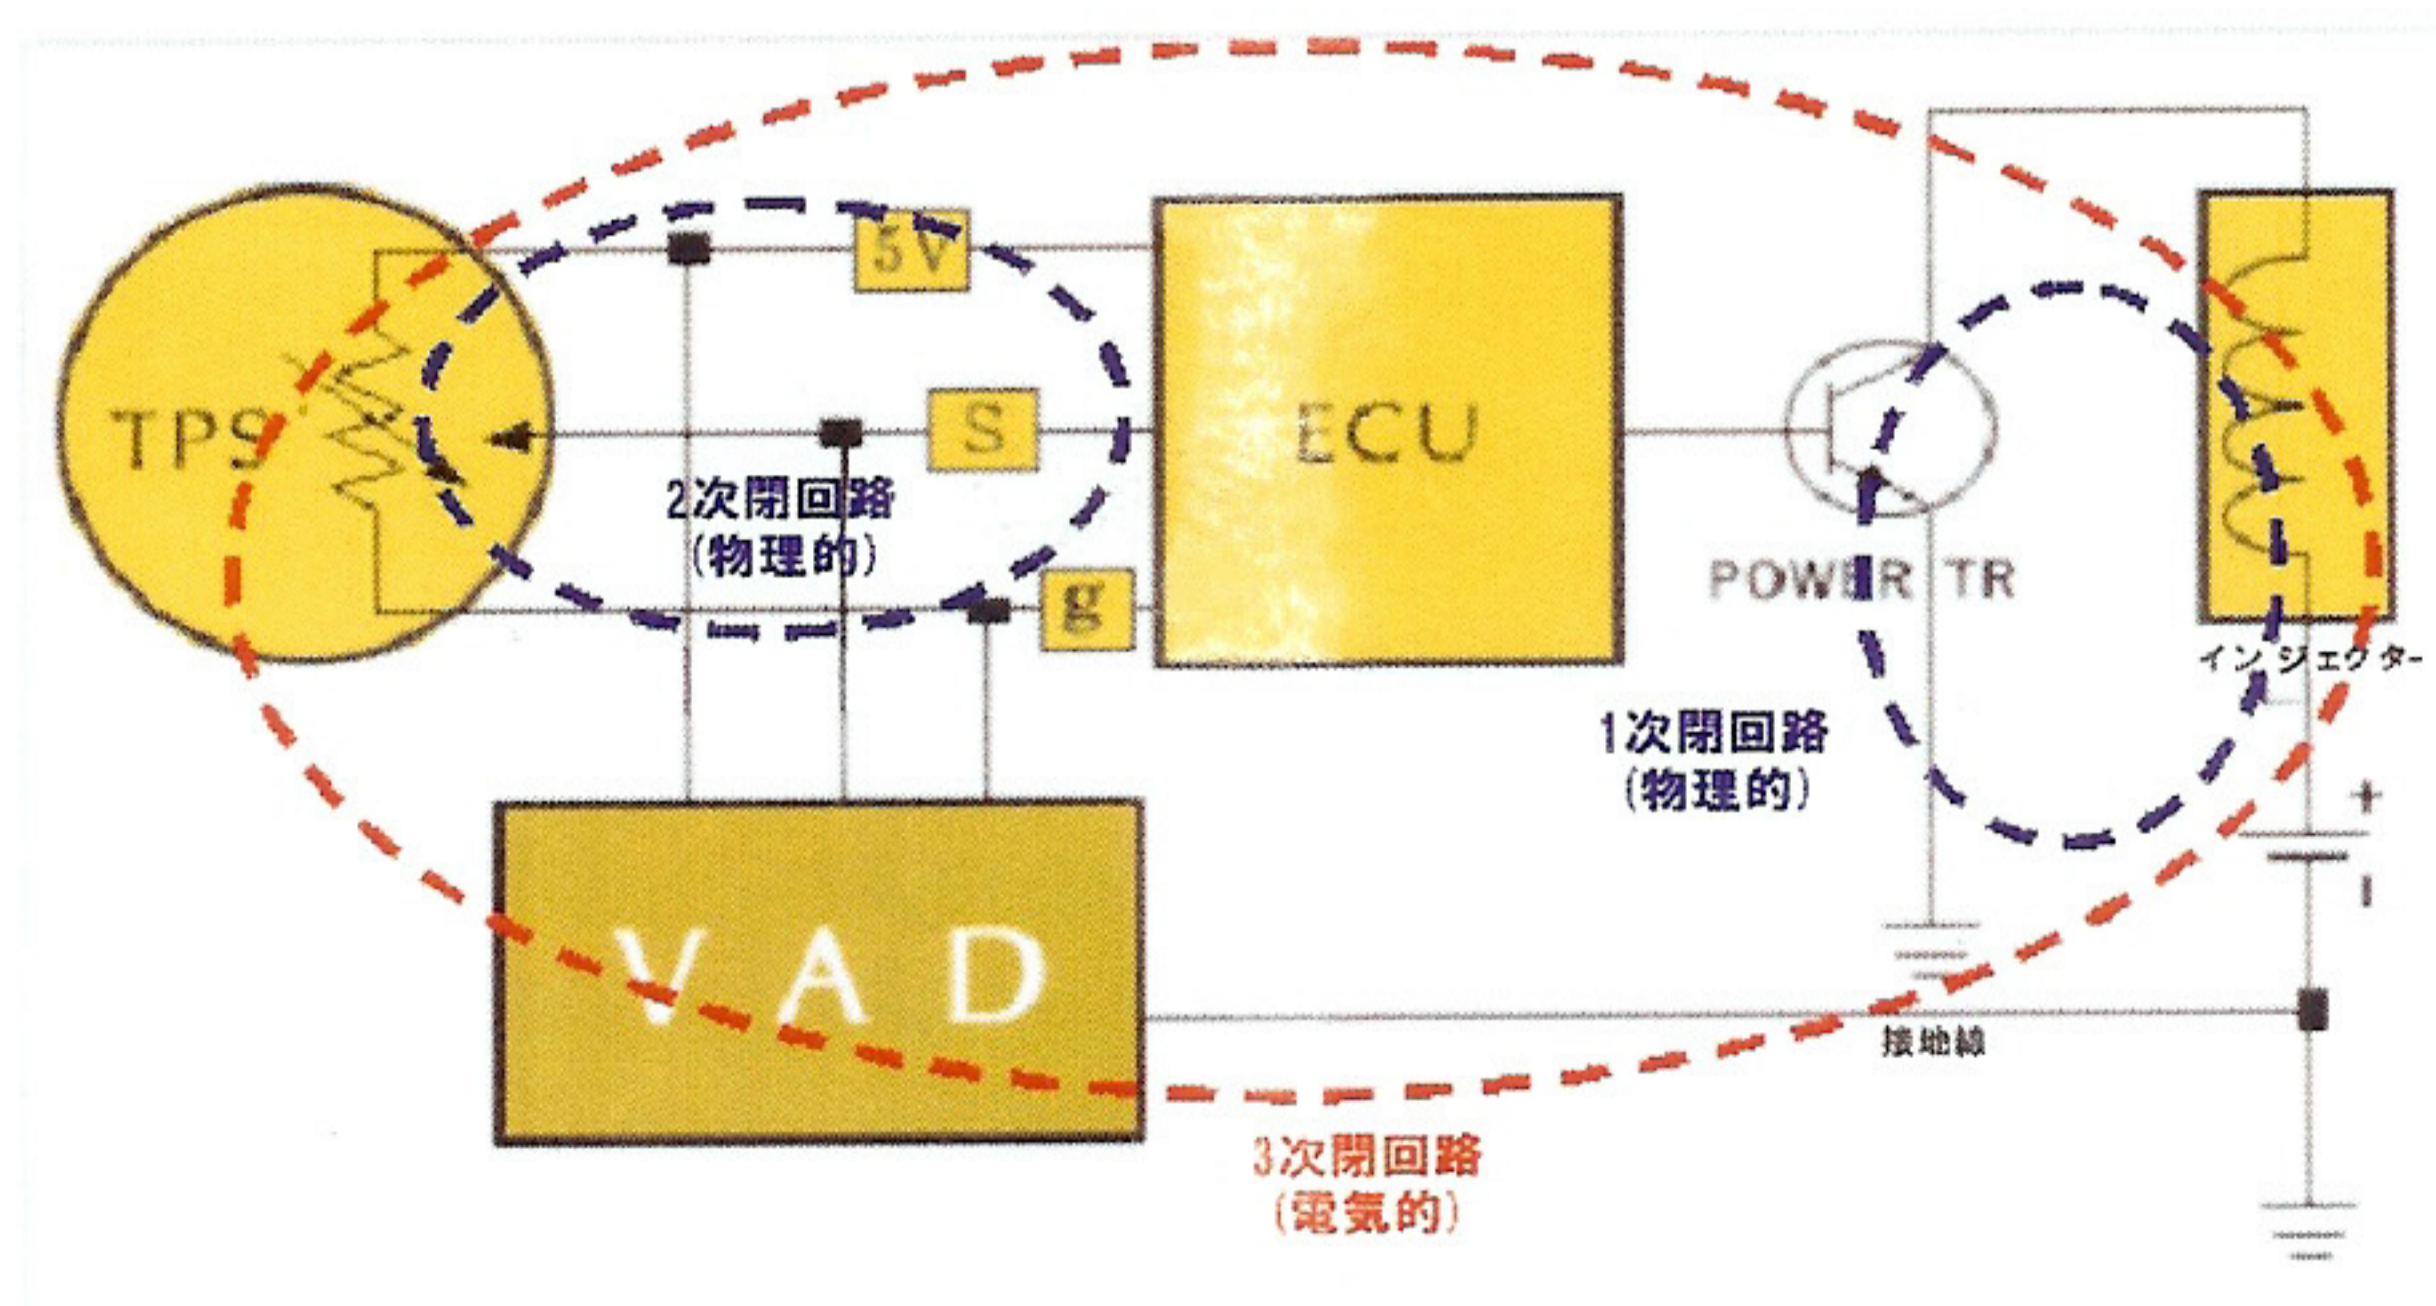 5V
TPS
S
ECU
2次閉回路
(物理的)
g
POWER TR
インジェクター
1次閉回路
(物理的)
+
-
V A D
接地線
3次閉回路
(電気的)